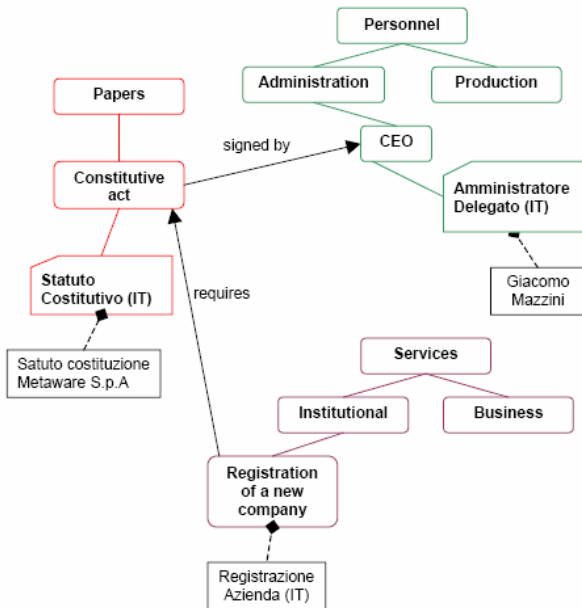 Personnel
Administration
Production
Papers
signed by
CEO
Constitutive
act
Amministratore
Delegato (IT)
Statuto
Costitutivo (IT)
requires
Giacomo
Mazzini
Satuto costituzione
Metaware S.p.A
Services
Institutional
Business
Registration
of a new
company
Registrazione
Azienda (IT)